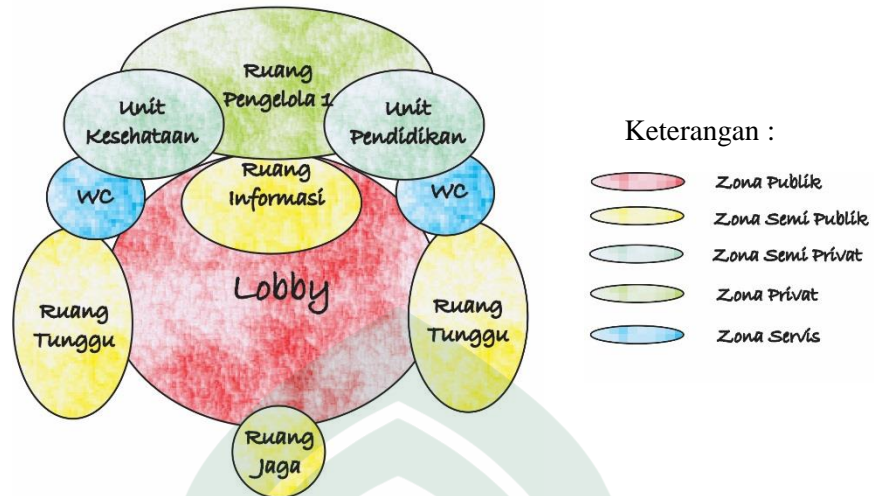 Ruang
Pengelola 1
Unit
Kesehataan
Unit
Pendidikan
WC
Ruang
Informasi
WC
Lobby
Ruang
Tunggu
Ruang
Tunggu
Ruang
Jaga
Keterangan :
Zona Publik
Zona Semi Publik
Zona Semi Privat
Zona Privat
Zona Servis